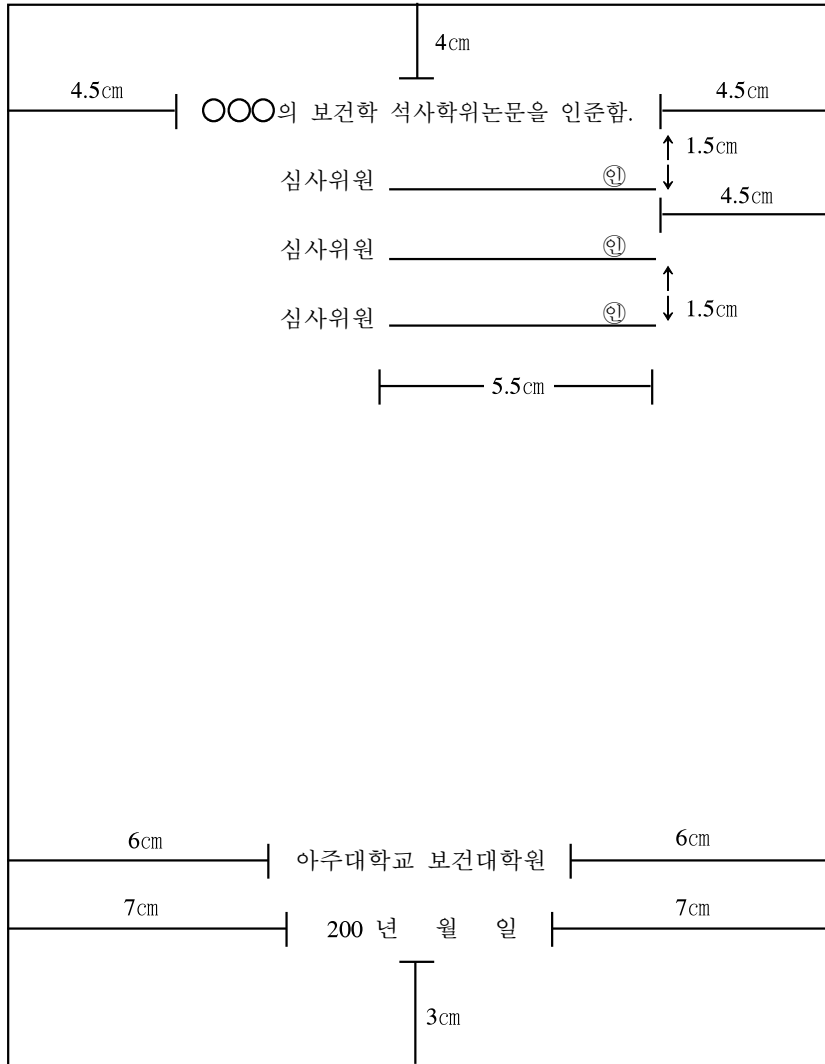 4㎝
4.5㎝ ○○○의 보건학 석사학위논문을 인준함. 4.5㎝
1.5㎝
심사위원 ㊞
4.5㎝
심사위원 ㊞
심사위원 ㊞
1.5㎝
5.5㎝
6㎝ 아주대학교 보건대학원 6㎝
7㎝ 200 년 월 일 7㎝
3㎝